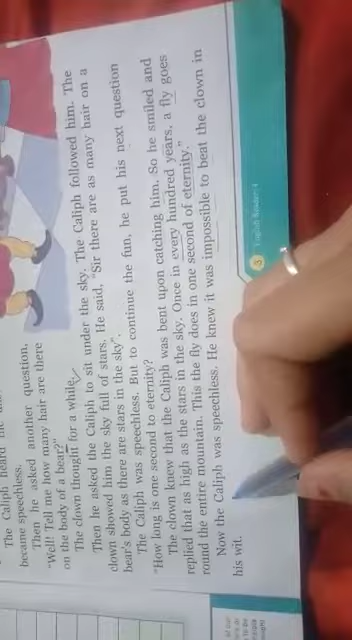 The Caliph heard the
became speechless.
Then he asked another question,
"Well! Tell me how many hair are there
on the body of a bear?"
The clown thought for a while.
Then he asked the Caliph to sit under the sky. The Caliph followed him. The
clown showed him the sky full of stars. He said, "Sir there are as many hair on a
bear's body as there are stars in the sky".
The Caliph was speechless. But to continue the fun, he put his next question
"How long is one second to eternity?
The clown knew that the Caliph was bent upon catching him. So he smiled and
replied that as high as the stars in the sky. Once in every hundred years, a fly goes
round the entire mountain. This the fly does in one second of eternity."
Now the Caliph was speechless. He knew it was impossible to beat the clown in
his wit.
3 English Reader-4